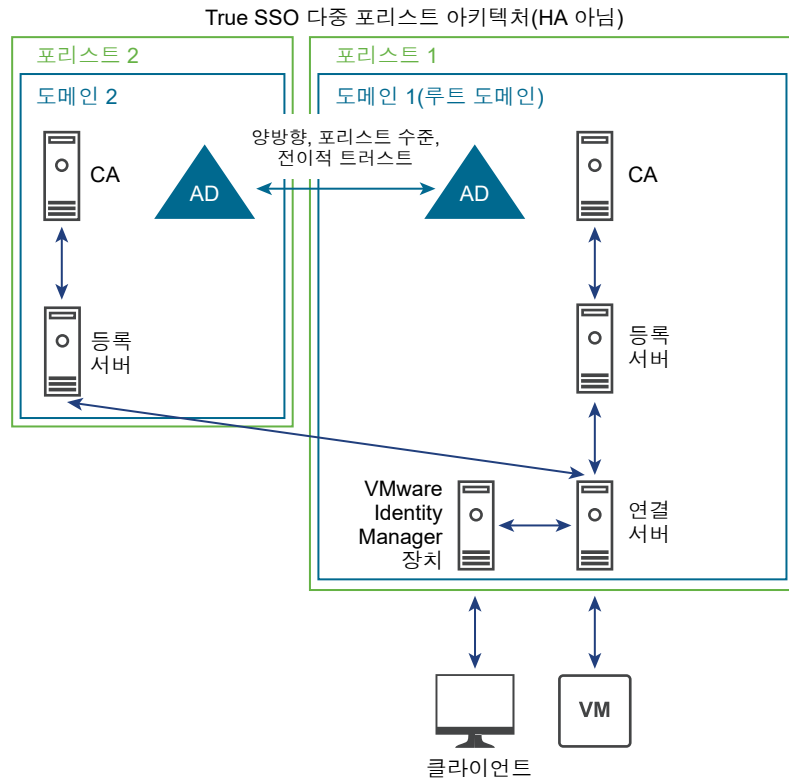 True SSO 다중 포리스트 아키텍처(HA 아님)
포리스트 2
포리스트 1
도메인 2
도메인 1(루트 도메인)
양방향, 포리스트 수준,
전이적 트러스트
CA
AD
AD
CA
등록
서버
등록
서버
VMware
Identity
Manager
장치
연결
서버
클라이언트
VM